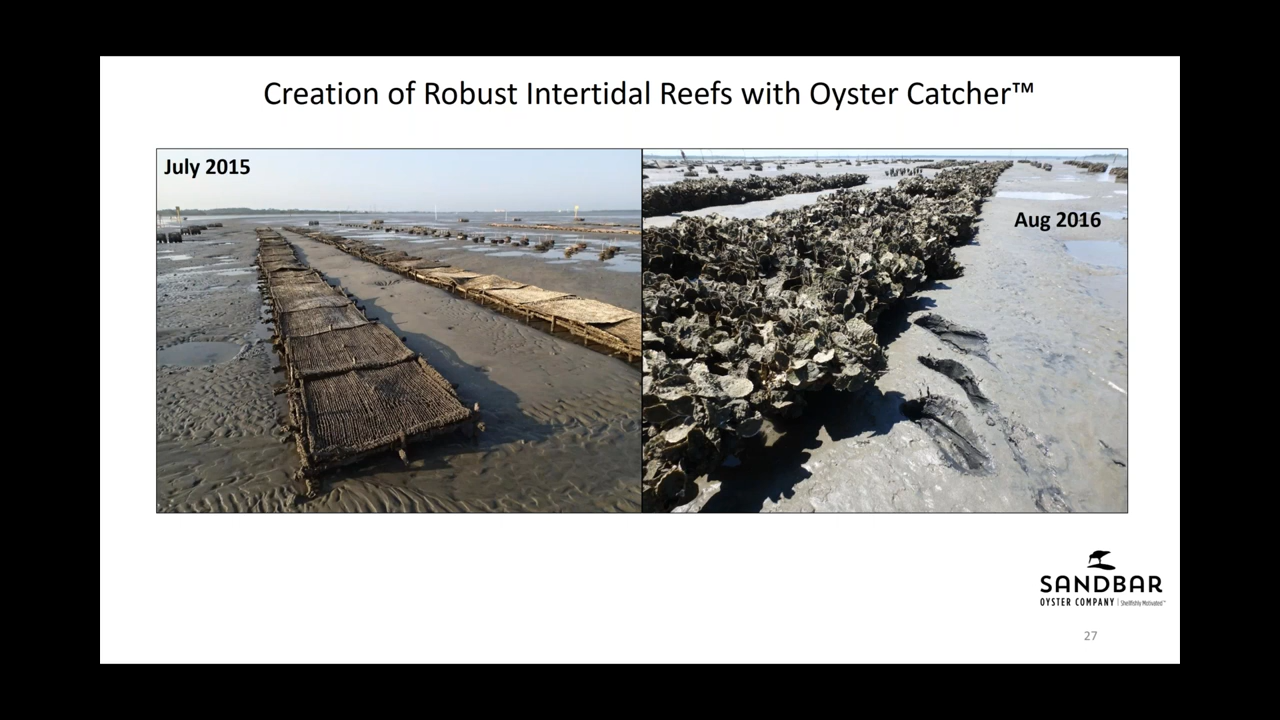 Creation of Robust Intertidal Reefs with Oyster Catcher™
July 2015
Aug 2016
SANDBAR
OYSTER COMPANY | Shellfishly Motivated™
27